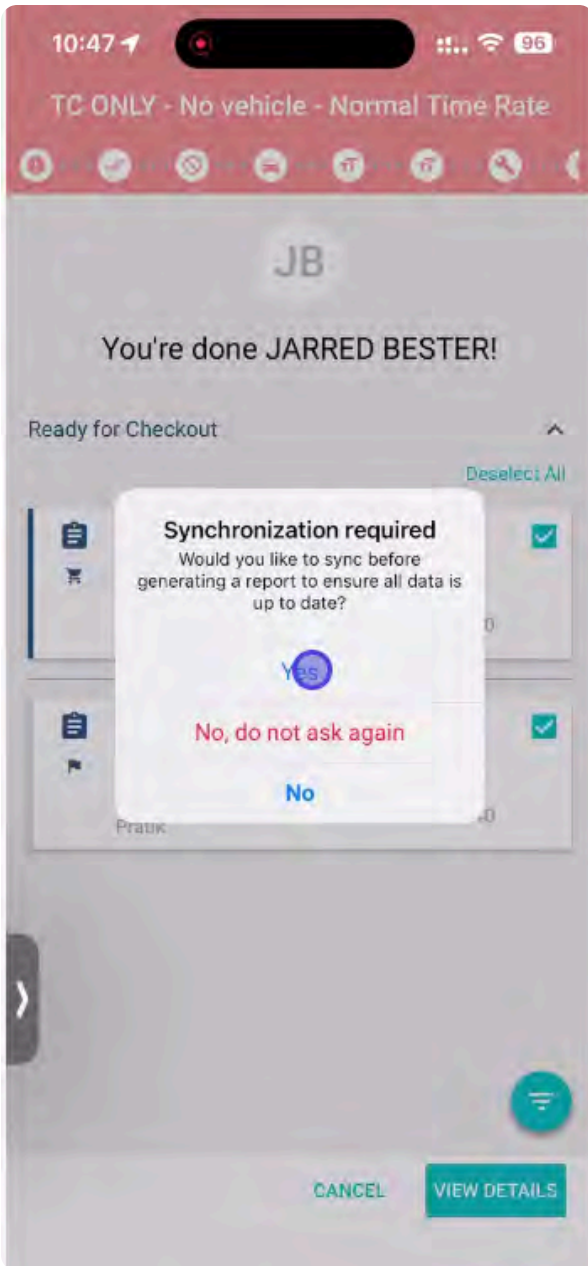 10:47
96
TC ONLY - No vehicle - Normal Time Rate
JB
You're done JARRED BESTER!
Ready for Checkout
Deselect All
Synchronization required
Would you like to sync before
generating a report to ensure all data is
up to date?
Yes
No, do not ask again
No
Pratik
CANCEL
VIEW DETAILS